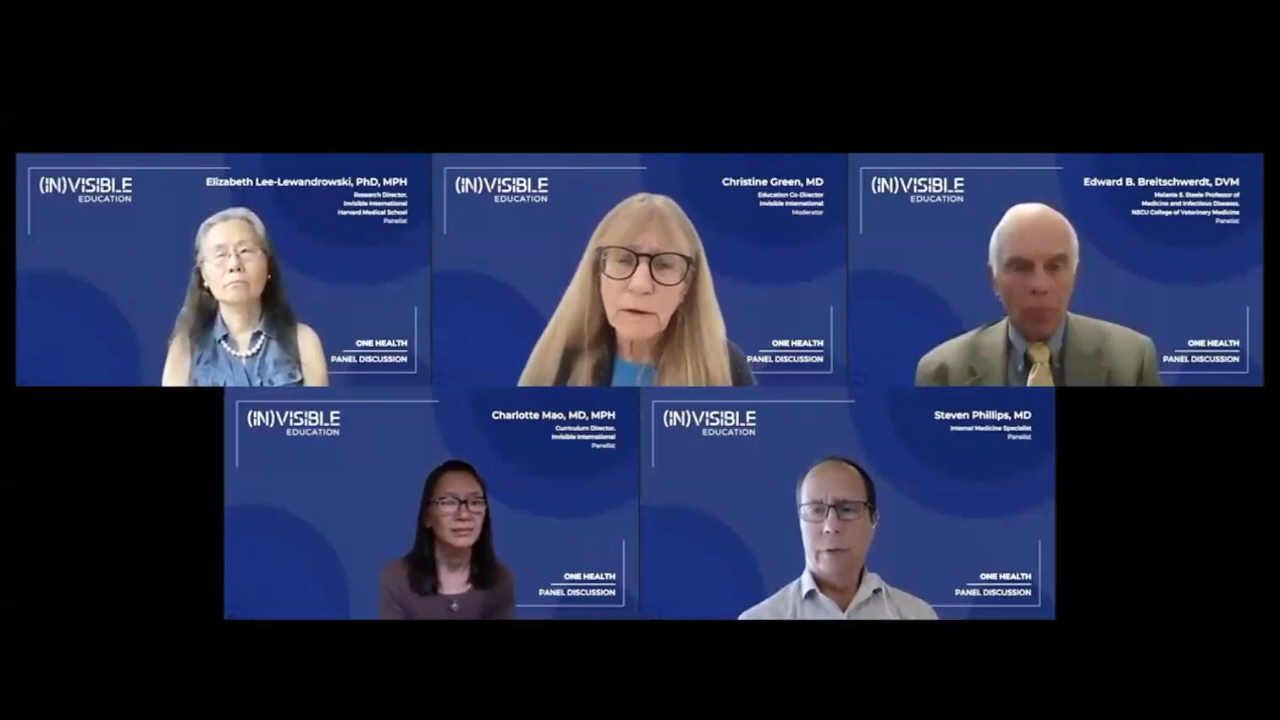 (IN)VISIBLE
EDUCATION
Elizabeth Lee-Lewandrowski, PhD, MPH
Research Director,
Invisible International
Harvard Medical School
Panelist
ONE HEALTH
PANEL DISCUSSION
(IN)VISIBLE
EDUCATION
Christine Green, MD
Education Co-Director
Invisible International
Moderator
ONE HEALTH
PANEL DISCUSSION
(IN)VISIBLE
EDUCATION
Edward B. Breitschwerdt, DVM
Melanie S. Steele Professor of
Medicine and Infectious Diseases,
NSCU College of Veterinary Medicine
Panelist
ONE HEALTH
PANEL DISCUSSION
(IN)VISIBLE
EDUCATION
Charlotte Mao, MD, MPH
Curriculum Director,
Invisible International
Panelist
ONE HEALTH
PANEL DISCUSSION
(IN)VISIBLE
EDUCATION
Steven Phillips, MD
Internal Medicine Specialist
Panelist
ONE HEALTH
PANEL DISCUSSION